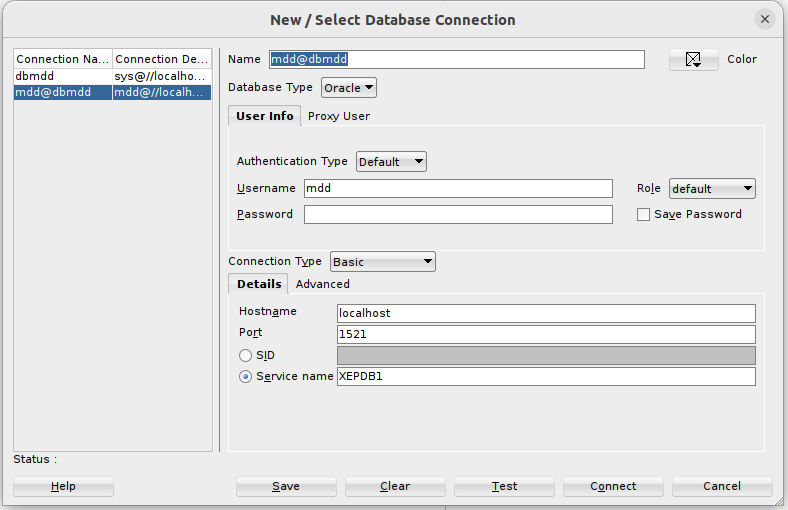 New / Select Database Connection
Connection Na... Connection De...
dbmdd sys@//localho...
mdd@dbmdd mdd@//localh...
Name mdd@dbmdd Color
Database Type Oracle
User Info Proxy User
Authentication Type Default
Username mdd Role default
Password Save Password
Connection Type Basic
Details Advanced
Hostname localhost
Port 1521
SID
Service name XEPDB1
Status :
Help Save Clear Test Connect Cancel